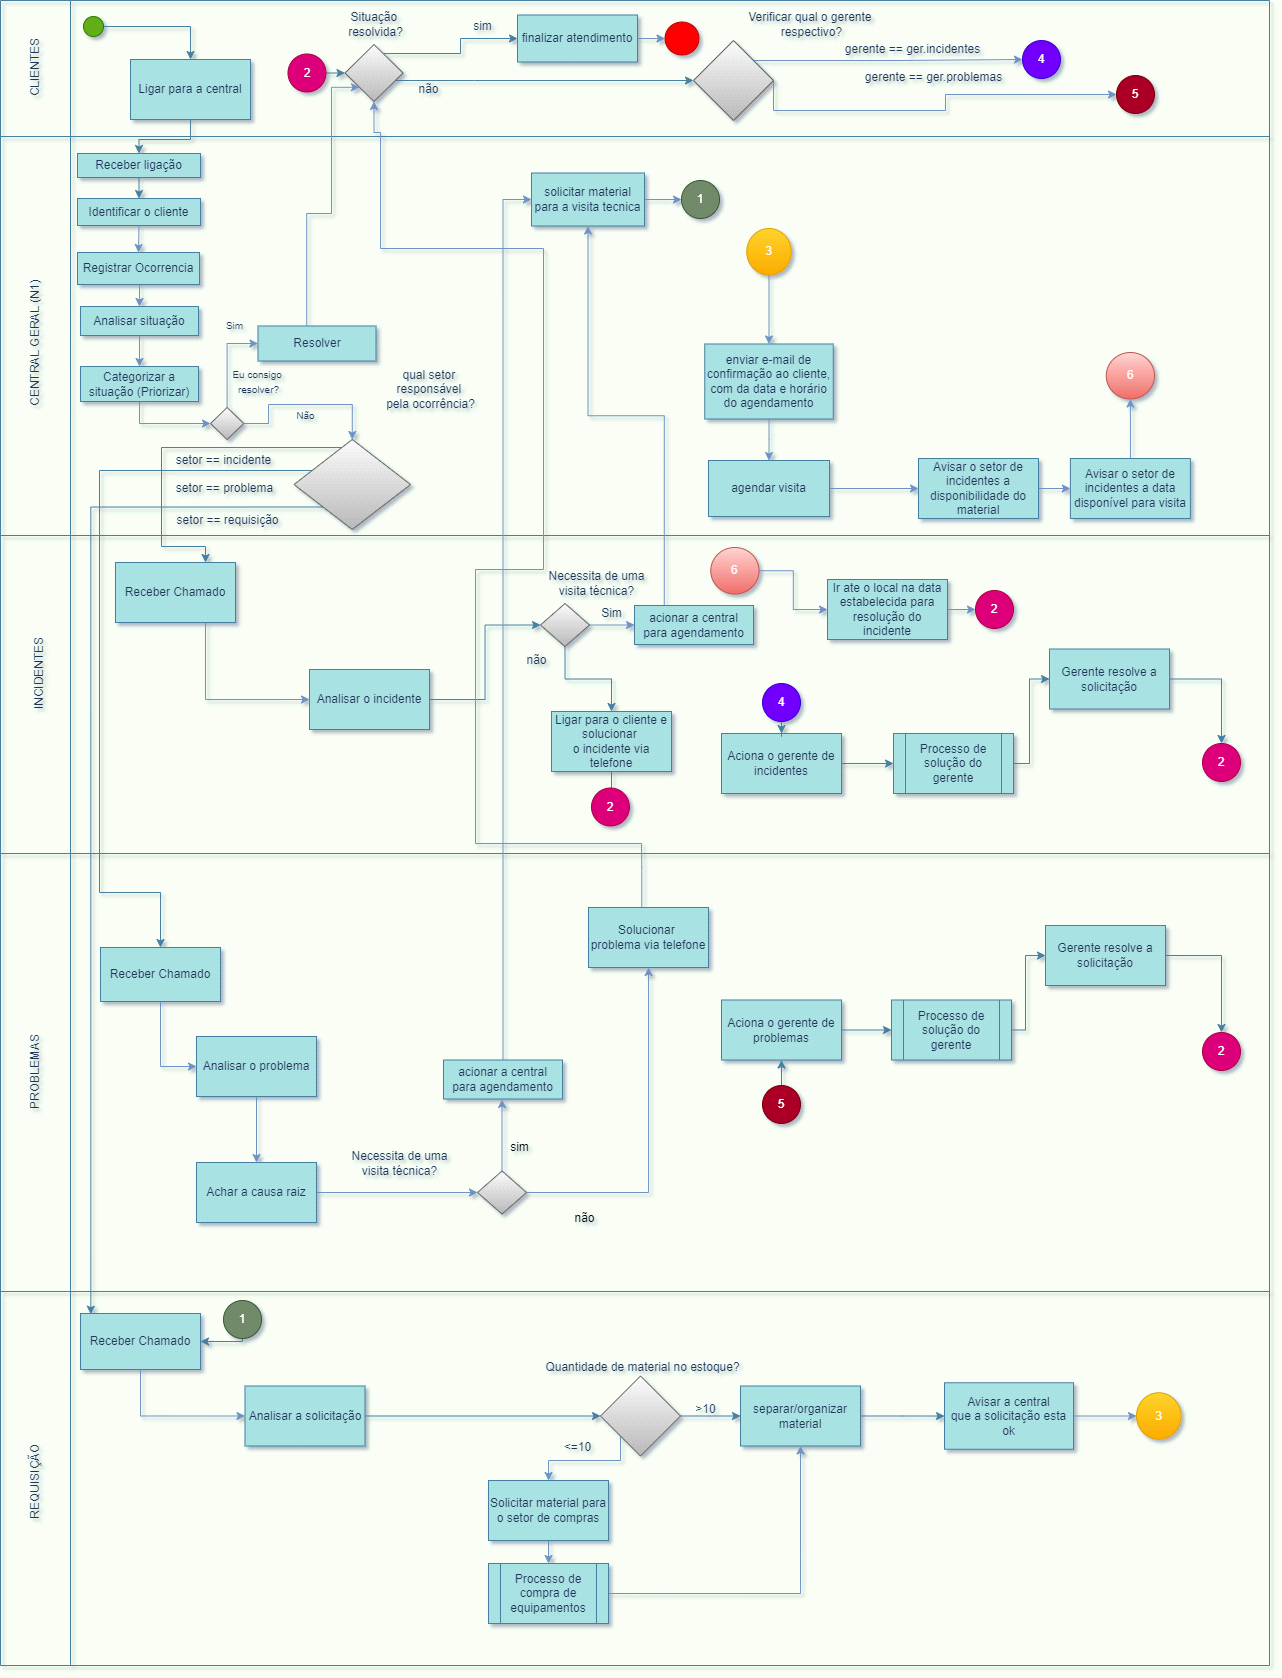 CLIENTES
Ligar para a central
2
Situação
resolvida?
sim
não
finalizar atendimento
Verificar qual o gerente
respectivo?
gerente == ger.incidentes
gerente == ger.problemas
4
5
CENTRAL GERAL (N1)
Receber ligação
Identificar o cliente
Registrar Ocorrencia
Analisar situação
Categorizar a
situação (Priorizar)
Sim
Eu consigo
resolver?
Não
Resolver
qual setor
responsável
pela ocorrência?
setor == incidente
setor == problema
setor == requisição
solicitar material
para a visita tecnica
1
3
enviar e-mail de
confirmação ao cliente,
com da data e horário
do agendamento
agendar visita
Avisar o setor de
incidentes a
disponibilidade do
material
Avisar o setor de
incidentes a data
disponível para visita
6
INCIDENTES
Receber Chamado
Analisar o incidente
Necessita de uma
visita técnica?
Sim
não
acionar a central
para agendamento
Ligar para o cliente e
solucionar
o incidente via
telefone
2
6
Ir ate o local na data
estabelecida para
resolução do
incidente
2
4
Aciona o gerente de
incidentes
Processo de
solução do
gerente
Gerente resolve a
solicitação
2
PROBLEMAS
Receber Chamado
Analisar o problema
Achar a causa raiz
Necessita de uma
visita técnica?
sim
não
acionar a central
para agendamento
Solucionar
problema via telefone
Aciona o gerente de
problemas
5
Processo de
solução do
gerente
Gerente resolve a
solicitação
2
REQUISIÇÃO
Receber Chamado
1
Analisar a solicitação
Quantidade de material no estoque?
>10
<=10
Solicitar material para
o setor de compras
Processo de
compra de
equipamentos
separar/organizar
material
Avisar a central
que a solicitação esta
ok
3